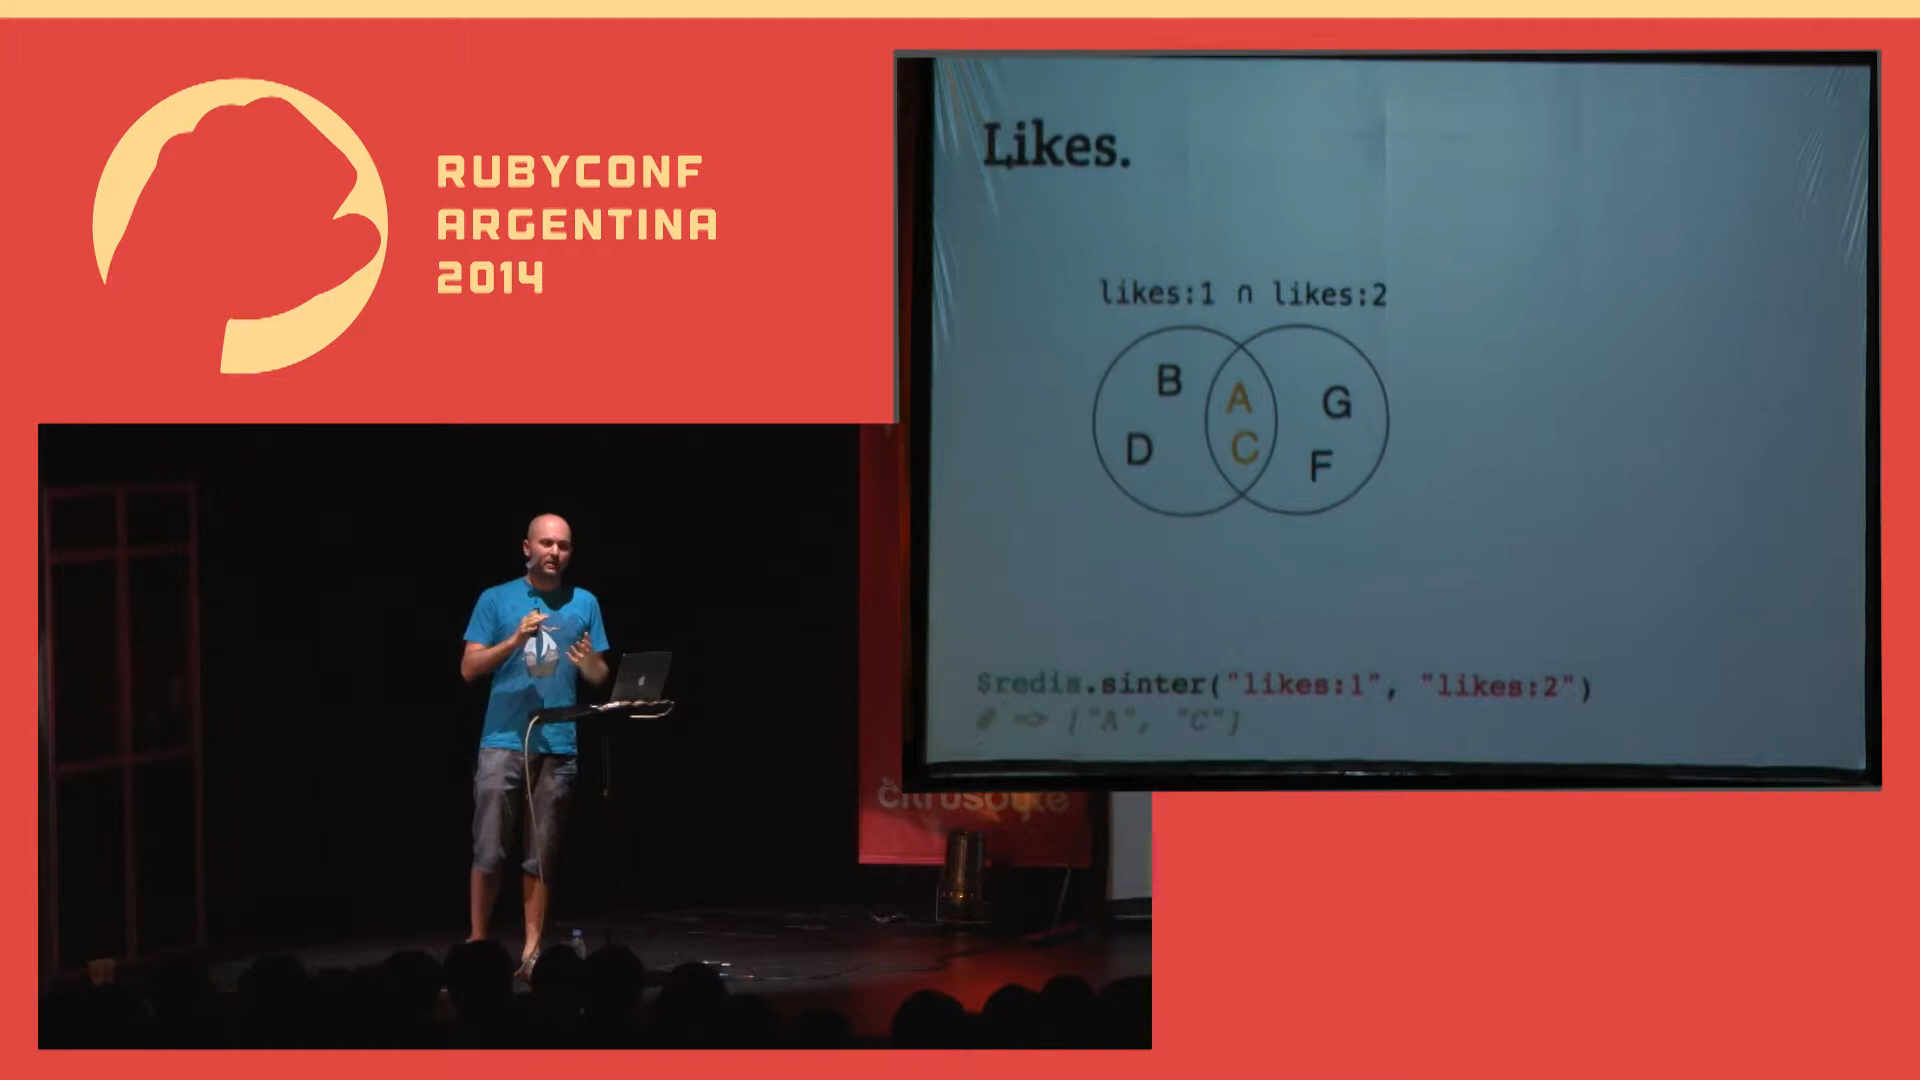 RUBYCONF
ARGENTINA
2014
Likes.
likes:1 ∩ likes:2
B
A
G
D
C
F
$redis.sinter("likes:1", "likes:2")
# => ["A", "C"]